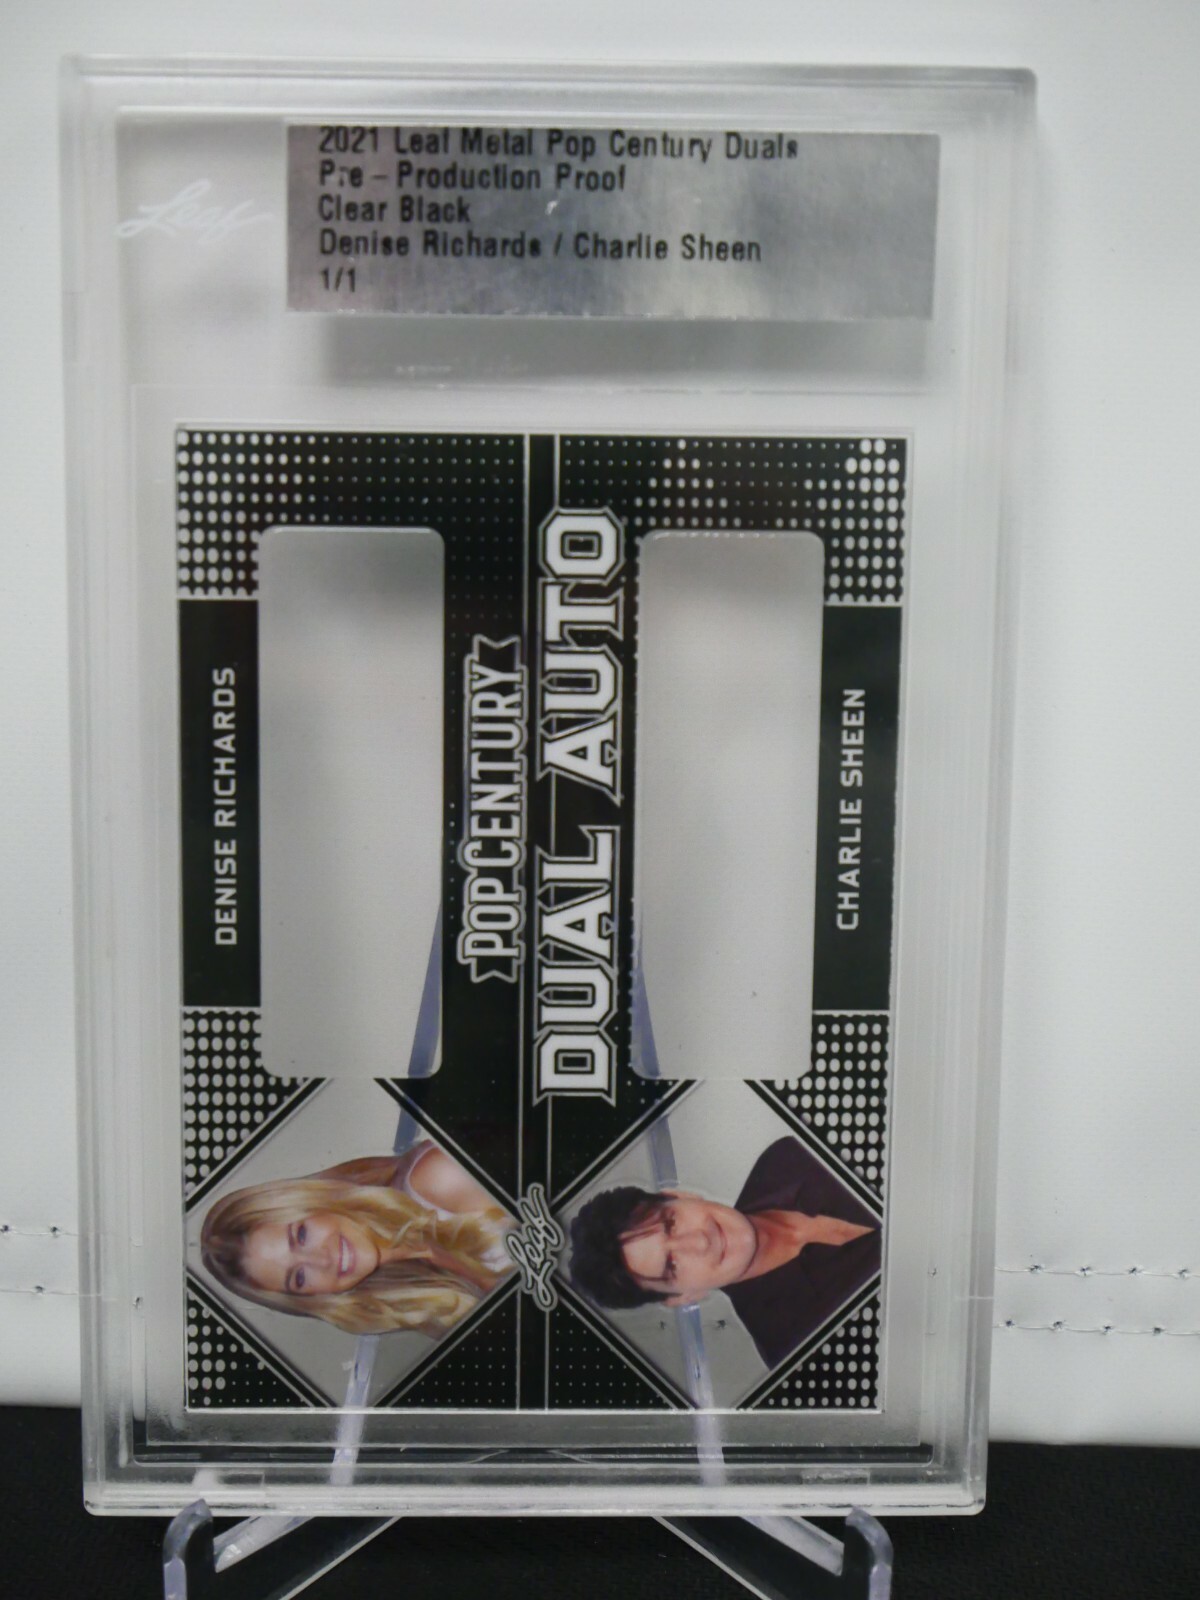 Leaf
2021 Leaf Metal Pop Century Duals
Pre - Production Proof
Clear Black
Denise Richards / Charlie Sheen
1/1
DENISE RICHARDS
POP CENTURY
DUAL AUTO
CHARLIE SHEEN
Leaf